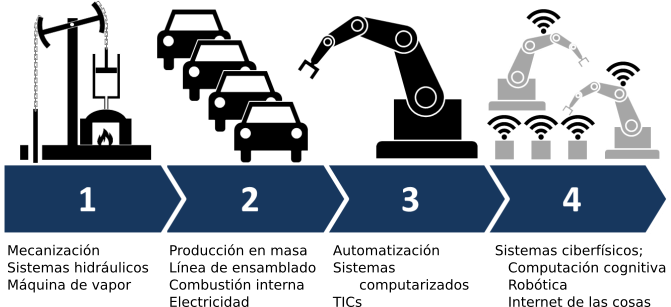 1
2
3
4
Mecanización
Sistemas hidráulicos
Máquina de vapor
Producción en masa
Línea de ensamblado
Combustión interna
Electricidad
Automatización
Sistemas
computarizados
TICs
Sistemas ciberfísicos;
Computación cognitiva
Robótica
Internet de las cosas